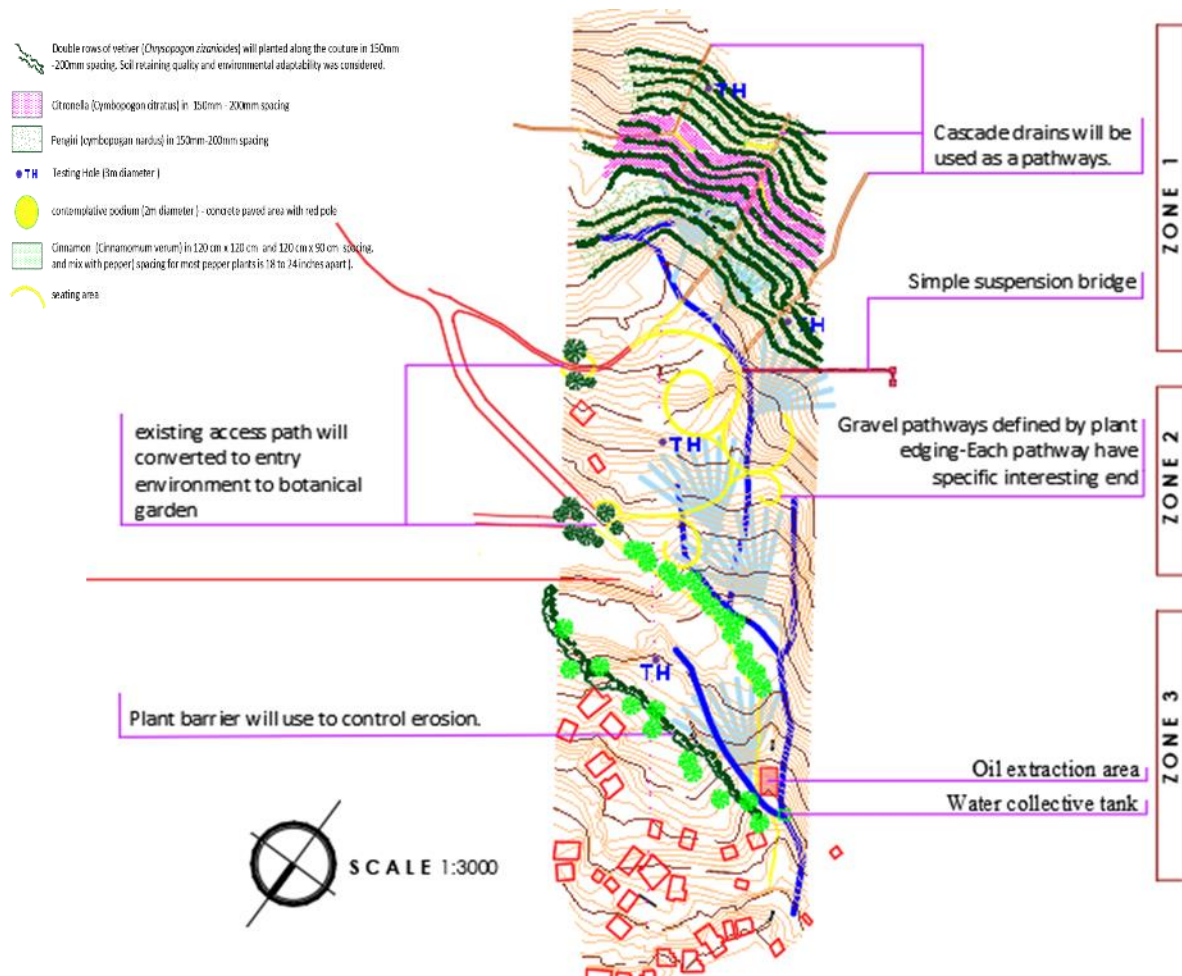 Double rows of vetiver (Chrysopogon zizanioides) will planted along the couture in 150mm
-200mm spacing. Soil retaining quality and environmental adaptability was considered.
Citronella (Cymbopogon citratus) in 150mm - 200mm spacing
Pengiri (cymbopogan nardus) in 150mm-200mm spacing
TH
Testing Hole (3m diameter )
contemplative podium (2m diameter ) - concrete paved area with red pole
Cinnamon (Cinnamomum verum) in 120 cm x 120 cm and 120 cm x 90 cm spacing,
and mix with pepper) spacing for most pepper plants is 18 to 24 inches apart ).
seating area
TH
TH
TH
TH
Cascade drains will be
used as a pathways.
Simple suspension bridge
ZONE 1
existing access path will
converted to entry
environment to botanical
garden
Gravel pathways defined by plant
edging-Each pathway have
specific interesting end
ZONE 2
Plant barrier will use to control erosion.
Oil extraction area
Water collective tank
ZONE 3
SCALE 1:3000